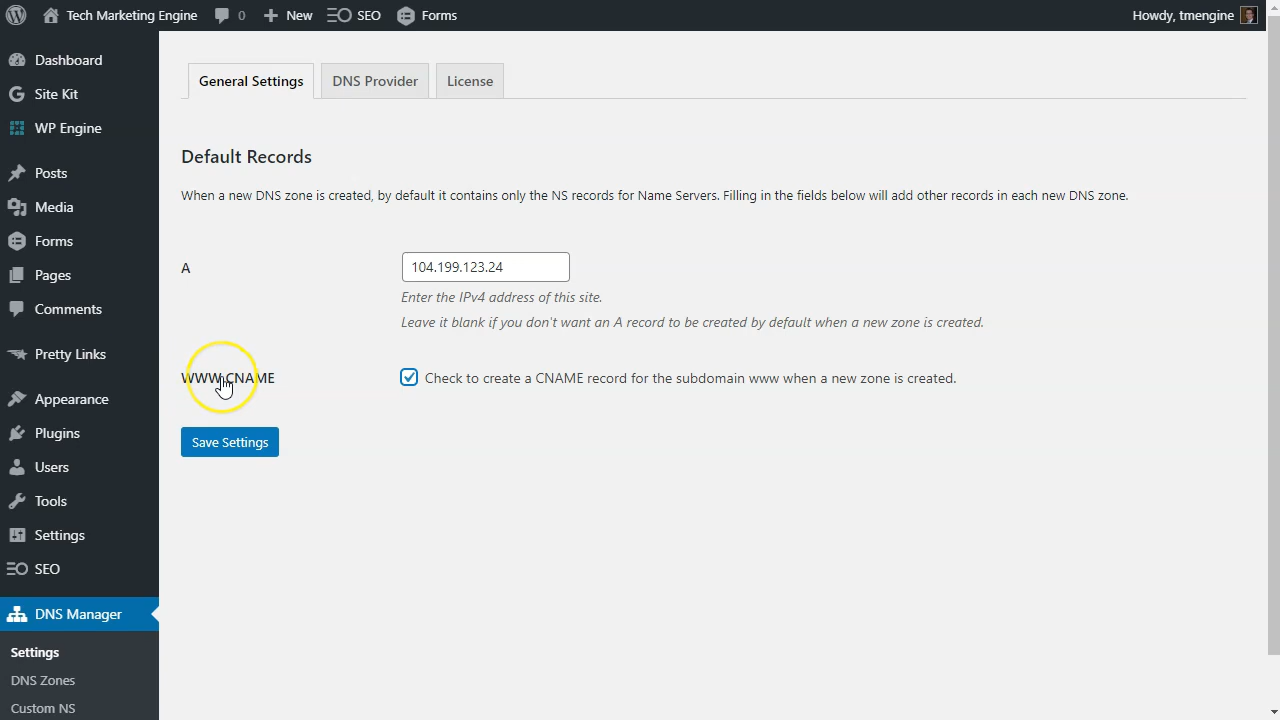 Tech Marketing Engine 0 New SEO Forms Howdy, tmengine
Dashboard
Site Kit
WP Engine
Posts
Media
Forms
Pages
Comments
Pretty Links
Appearance
Plugins
Users
Tools
Settings
SEO
DNS Manager
Settings
DNS Zones
Custom NS
General Settings DNS Provider License
Default Records
When a new DNS zone is created, by default it contains only the NS records for Name Servers. Filling in the fields below will add other records in each new DNS zone.
A 104.199.123.24
Enter the IPv4 address of this site.
Leave it blank if you don't want an A record to be created by default when a new zone is created.
WWW CNAME Check to create a CNAME record for the subdomain www when a new zone is created.
Save Settings